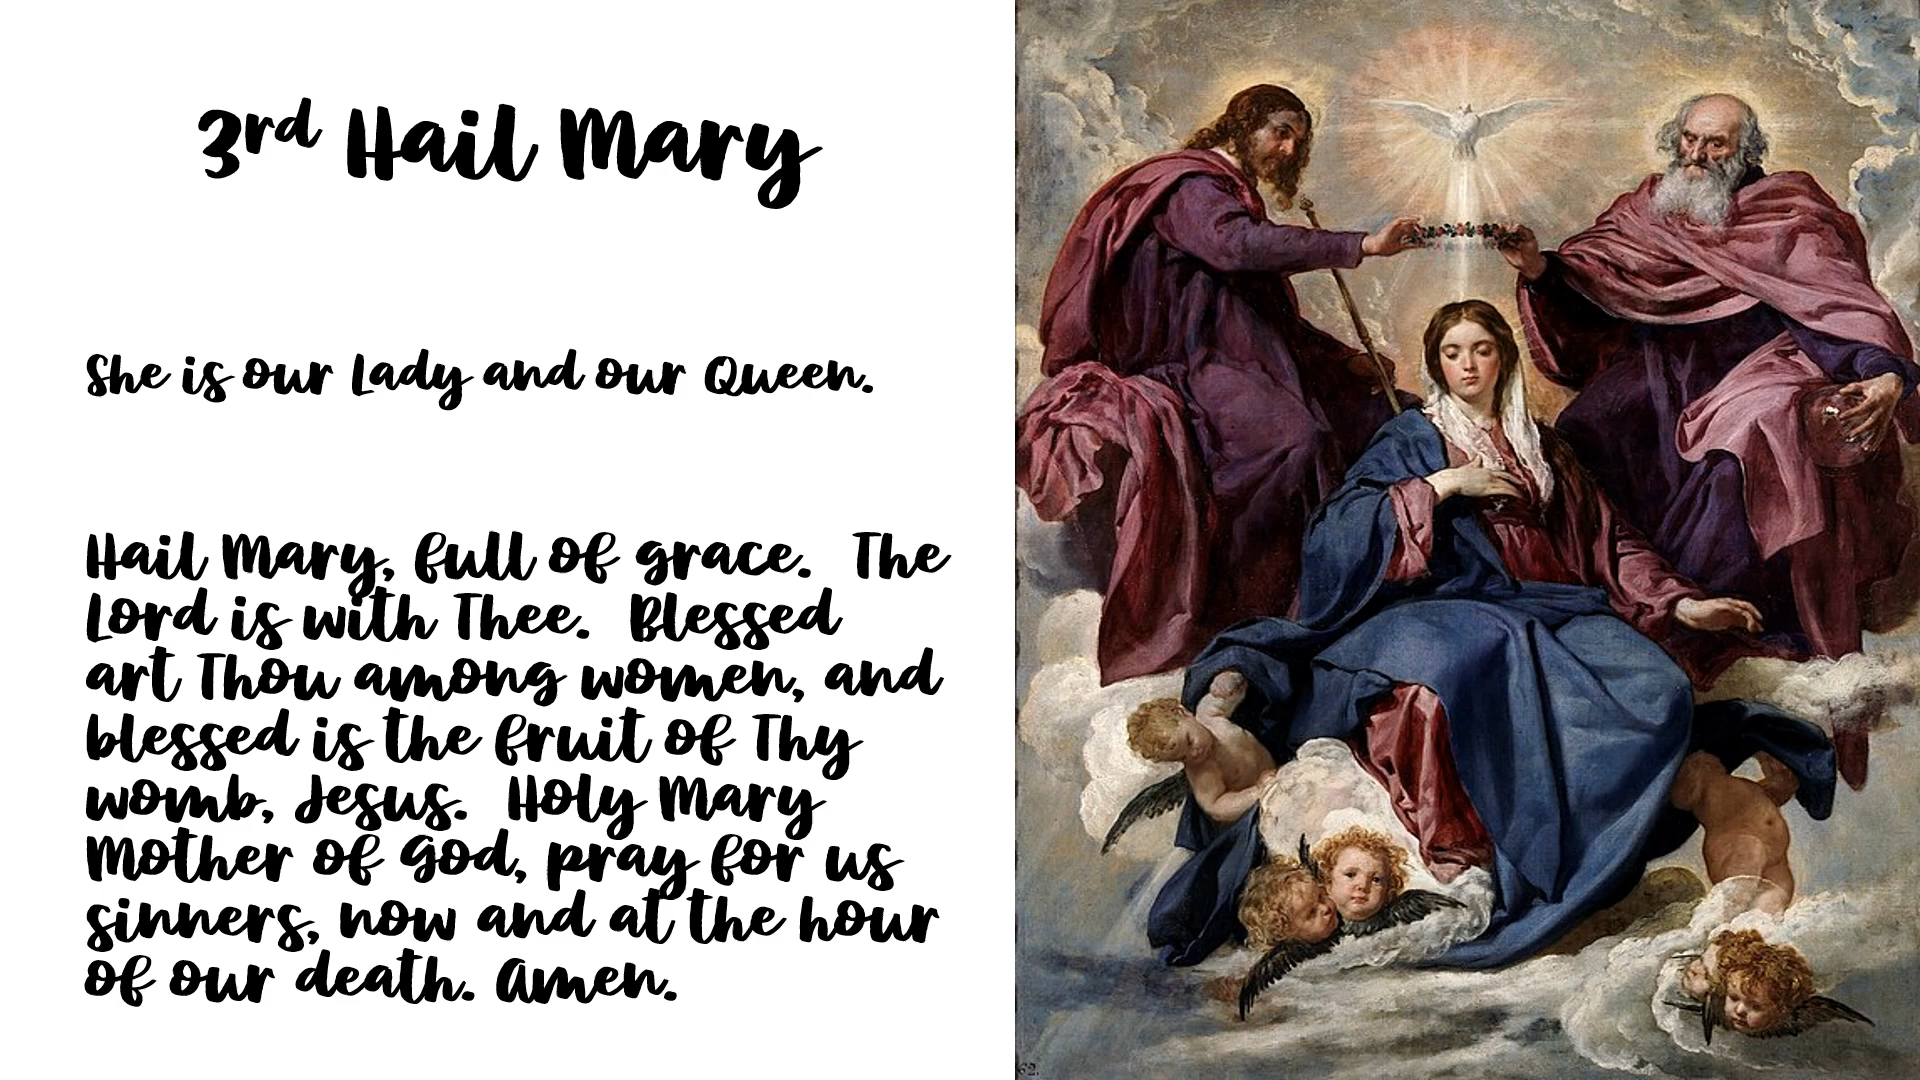 3rd Hail Mary
She is our Lady and our Queen.
Hail Mary, full of grace.  The
Lord is with Thee.  Blessed
art Thou among women, and
blessed is the fruit of Thy
womb, Jesus.  Holy Mary
Mother of God, pray for us
sinners, now and at the hour
of our death. Amen.
62.